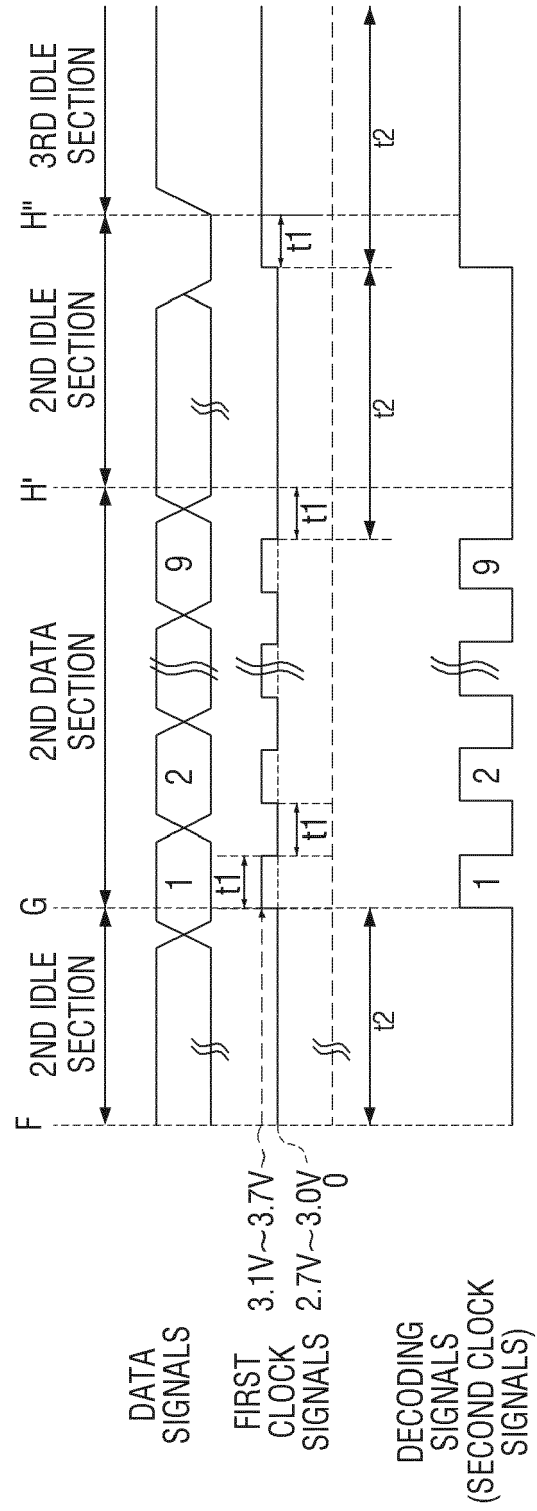 F
G
H'
H"
2ND IDLE
SECTION
2ND DATA
SECTION
2ND IDLE
SECTION
3RD IDLE
SECTION
DATA
SIGNALS
1
2
9
FIRST
CLOCK
SIGNALS
3.1V~3.7V
2.7V~3.0V
0
t1
t1
t1
t1
t2
t2
t2
DECODING
SIGNALS
(SECOND CLOCK
SIGNALS)
1
2
9